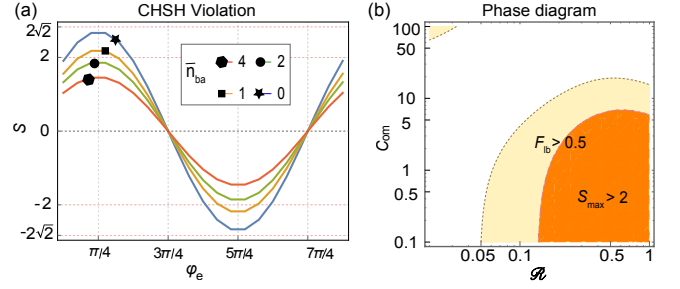 (a) CHSH Violation
2√2
2
0
-2
-2√2
S
n̄ba
4 2
1 0
π/4 3π/4 5π/4 7π/4
φe
(b) Phase diagram
100
50
10
5
1
0.5
0.1
Com
Flb > 0.5
Smax > 2
0.05 0.1 0.5 1
ℛ